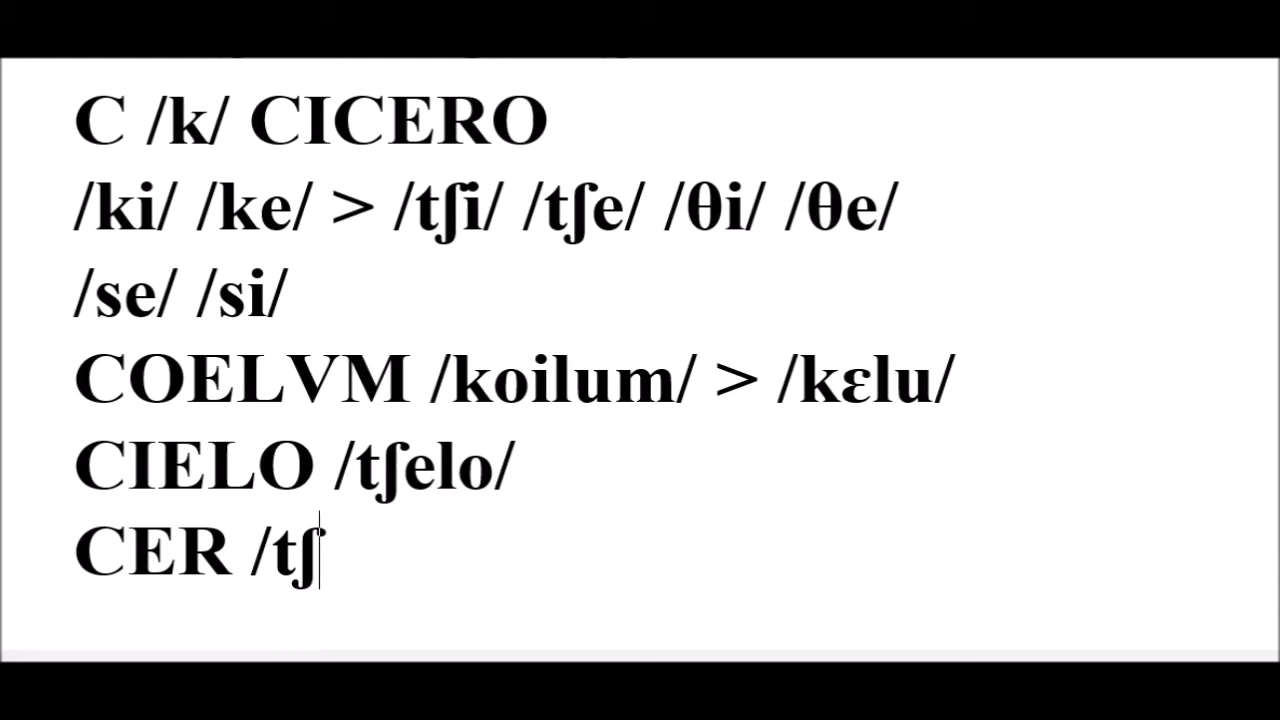 C /k/ CICERO
/ki/ /ke/ > /tʃi/ /tʃe/ /θi/ /θe/
/se/ /si/
COELVM /koilum/ > /kɛlu/
CIELO /tʃelo/
CER /tʃ